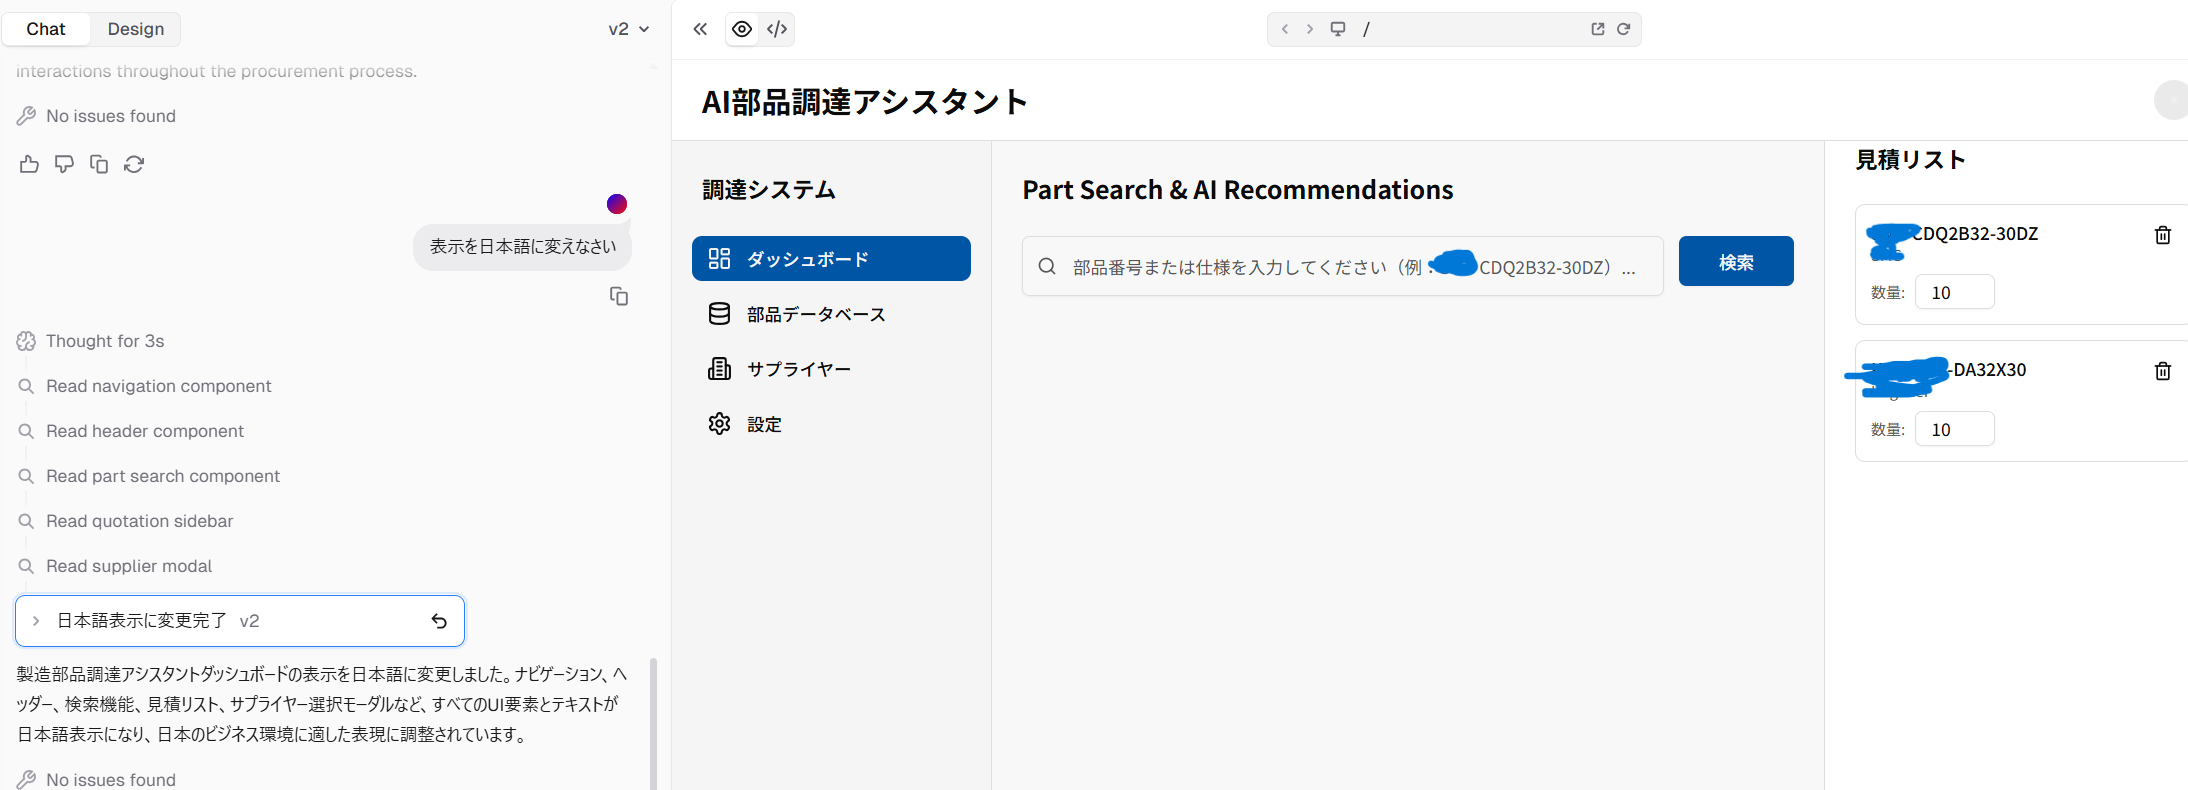 Chat
Design
v2
interactions throughout the procurement process.
No issues found
表示を日本語に変えなさい
Thought for 3s
Read navigation component
Read header component
Read part search component
Read quotation sidebar
Read supplier modal
日本語表示に変更完了 v2
製造部品調達アシスタントダッシュボードの表示を日本語に変更しました。ナビゲーション、ヘ
ッダー、検索機能、見積リスト、サプライヤー選択モーダルなど、すべてのUI要素とテキストが
日本語表示になり、日本のビジネス環境に適した表現に調整されています。
No issues found
/
AI部品調達アシスタント
調達システム
ダッシュボード
部品データベース
サプライヤー
設定
Part Search & AI Recommendations
部品番号または仕様を入力してください（例： CDQ2B32-30DZ）...
検索
見積リスト
CDQ2B32-30DZ
数量:
10
-DA32X30
数量:
10